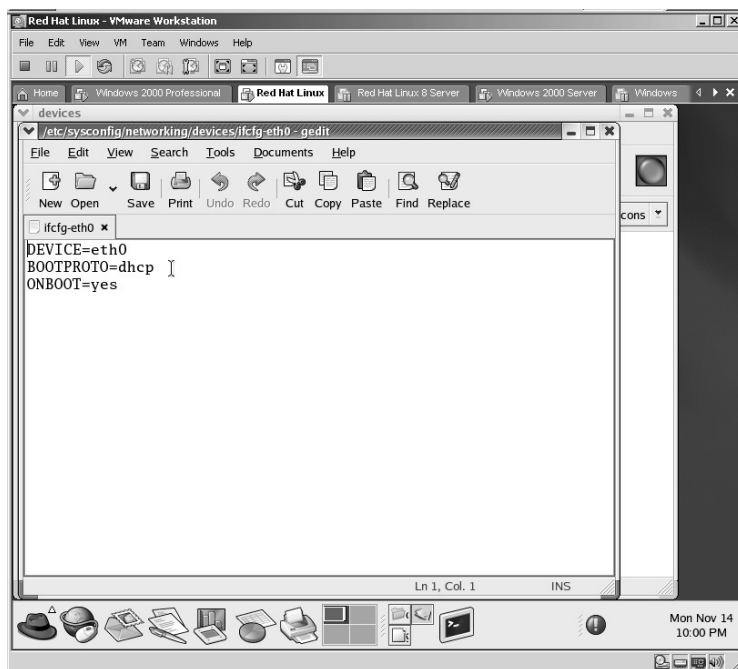 Red Hat Linux - VMware Workstation
File Edit View VM Team Windows Help
Home Windows 2000 Professional Red Hat Linux Red Hat Linux 8 Server Windows 2000 Server Windows
devices
/etc/sysconfig/networking/devices/ifcfg-eth0 - gedit
File Edit View Search Tools Documents Help
New Open Save Print Undo Redo Cut Copy Paste Find Replace
cons
ifcfg-eth0
DEVICE=eth0
BOOTPROTO=dhcp
ONBOOT=yes
Ln 1, Col. 1 INS
Mon Nov 14
10:00 PM